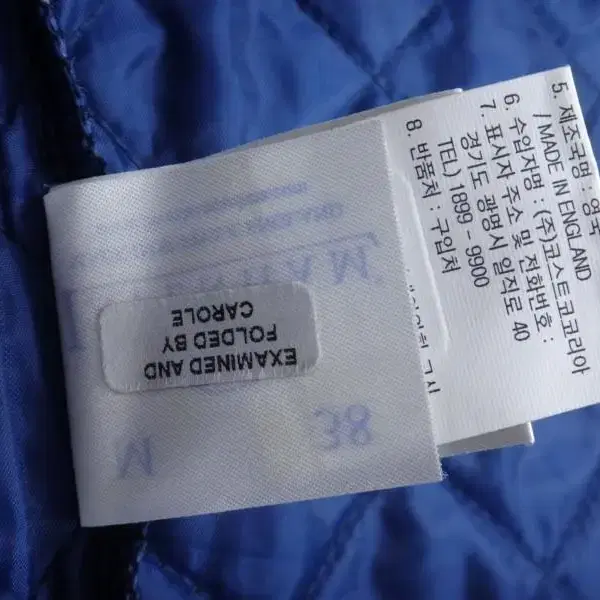 5. 제조국명 : 영국
/ MADE IN ENGLAND
6. 수입자명 : (주)코스트코코리아
7. 표시자 주소 및 전화번호 :
경기도 광명시 일직로 40
TEL) 1899 - 9900
8. 반품처 : 구입처
EXAMINED AND
FOLDED BY
CAROLE
M 38